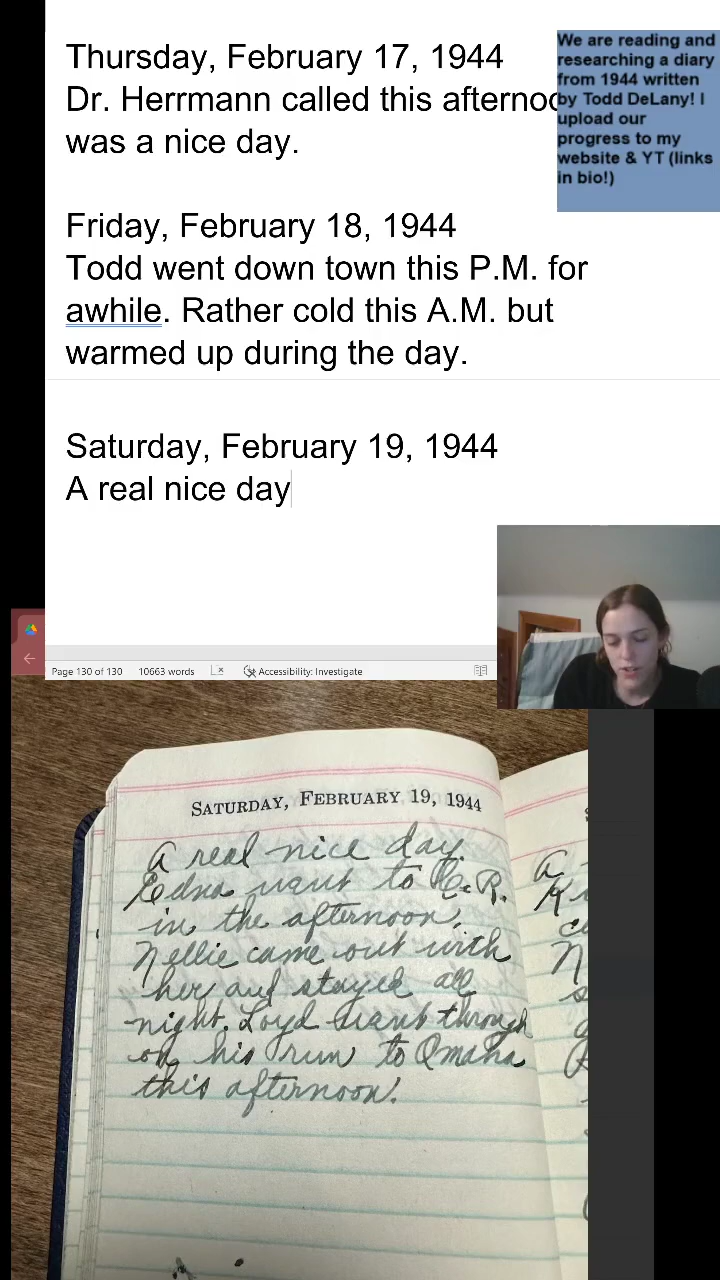 Thursday, February 17, 1944
Dr. Herrmann called this afternoo
was a nice day.
We are reading and
researching a diary
from 1944 written
by Todd DeLany! I
upload our
progress to my
website & YT (links
in bio!)
Friday, February 18, 1944
Todd went down town this P.M. for
awhile. Rather cold this A.M. but
warmed up during the day.
Saturday, February 19, 1944
A real nice day
Page 130 of 130 10663 words Accessibility: Investigate
SATURDAY, FEBRUARY 19, 1944
A real nice day.
Edna want to C.R.
in the afternoon.
Nellie came out with
her and stayed all
night. Loyd want through
on his run to Omaha
this afternoon.
A